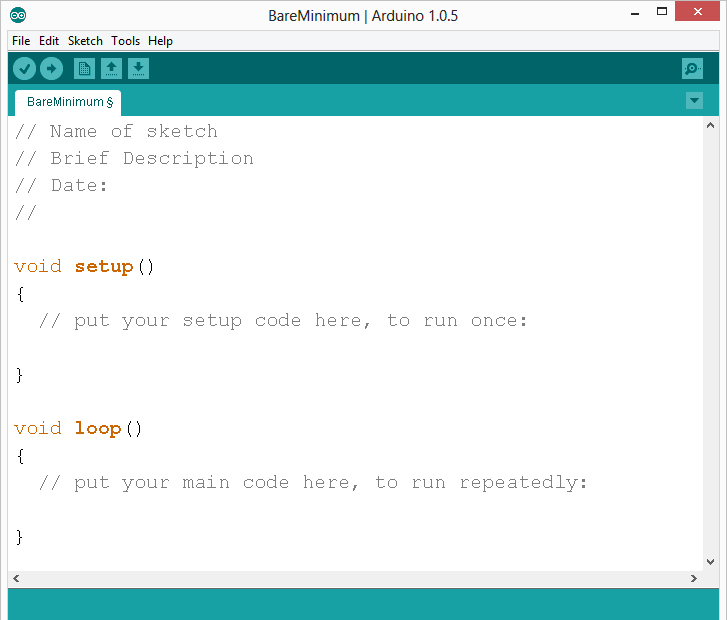 BareMinimum | Arduino 1.0.5
File Edit Sketch Tools Help
BareMinimum §
// Name of sketch
// Brief Description
// Date:
//
void setup()
{
// put your setup code here, to run once:
}
void loop()
{
// put your main code here, to run repeatedly:
}